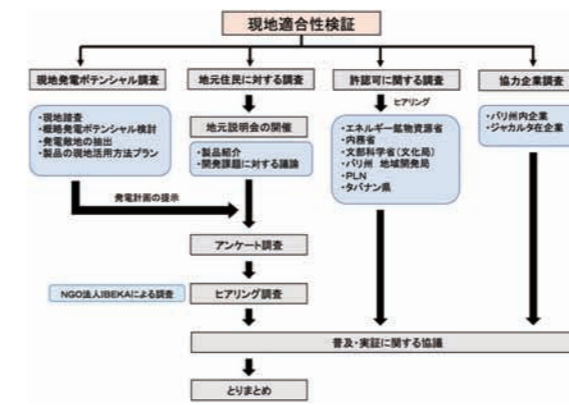 現地適合性検証
現地発電ポテンシャル調査
地元住民に対する調査
許認可に関する調査
協力企業調査
・現地踏査
・概略発電ポテンシャル検討
・発電敵地の抽出
・製品の現地活用方法プラン
地元説明会の開催
・製品紹介
・開発課題に対する議論
ヒアリング
・エネルギー鉱物資源省
・内務省
・文部科学省（文化局）
・バリ州 地域開発局
・PLN
・タバナン県
・バリ州内企業
・ジャカルタ在企業
発電計画の提示
アンケート調査
NGO法人IBEKAによる調査
ヒアリング調査
普及・実証に関する協議
とりまとめ